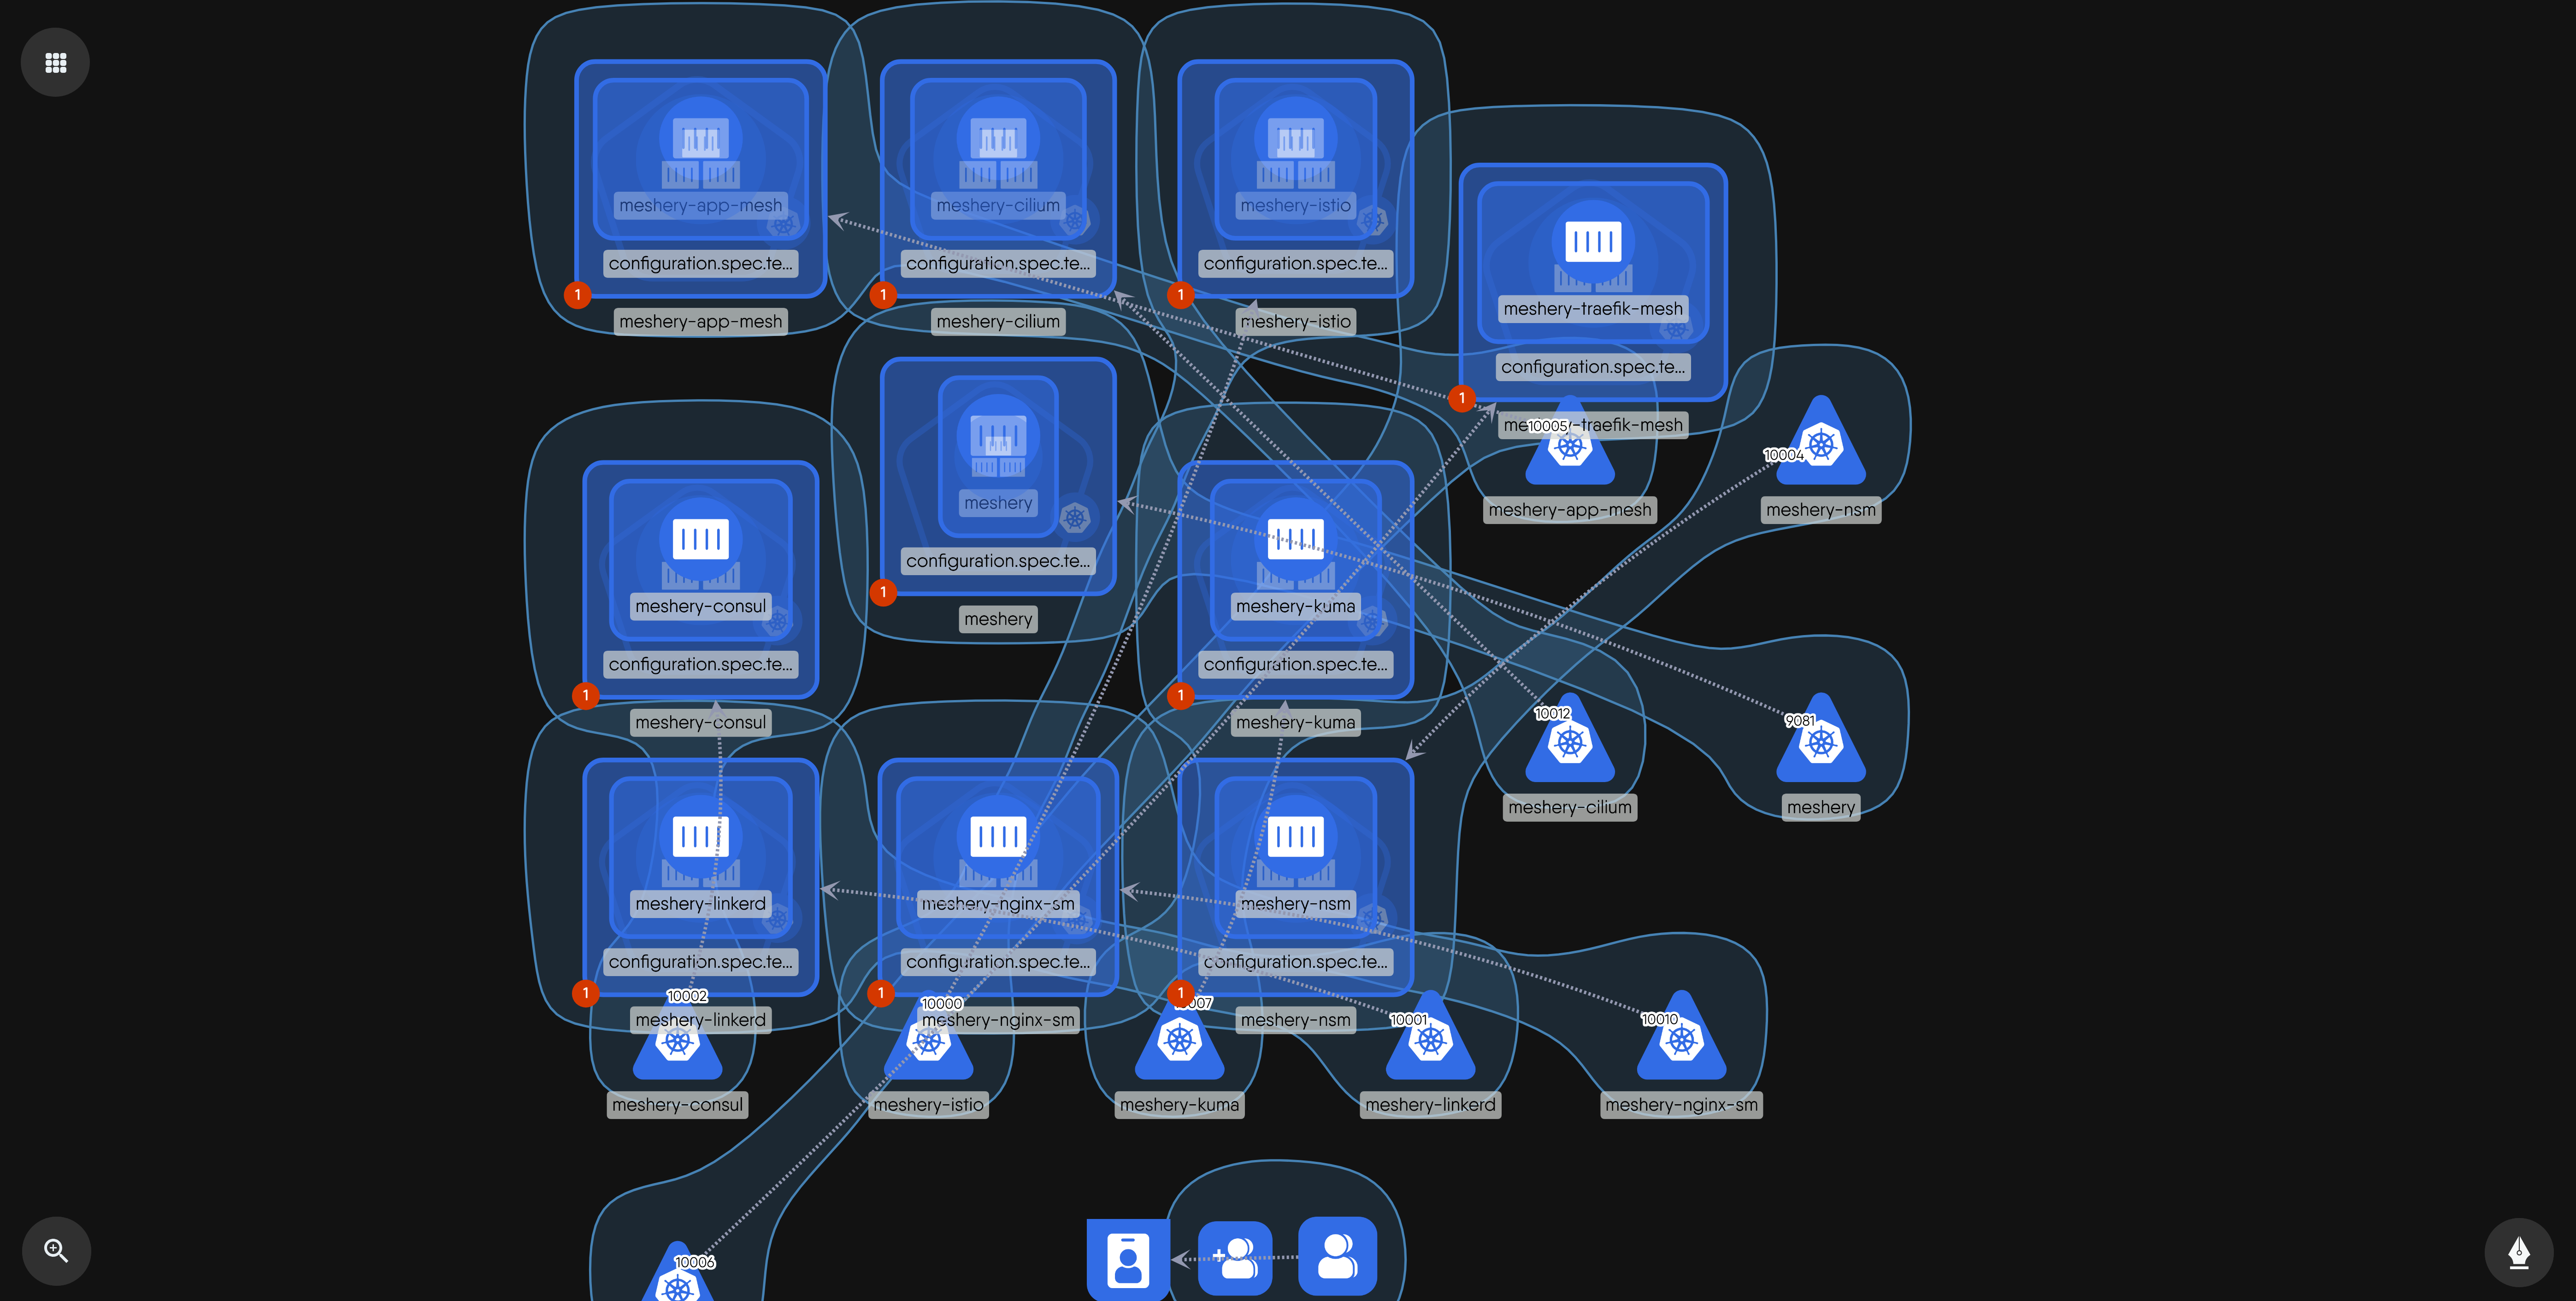 meshery-app-mesh
configuration.spec.te...
1
meshery-app-mesh
meshery-cilium
configuration.spec.te...
1
meshery-cilium
meshery-istio
configuration.spec.te...
1
meshery-istio
meshery-traefik-mesh
configuration.spec.te...
1
-traefik-mesh
10005
meshery-app-mesh
10004
meshery-nsm
meshery
configuration.spec.te...
1
meshery
meshery-consul
configuration.spec.te...
1
meshery-consul
meshery-kuma
configuration.spec.te...
1
meshery-kuma
10012
meshery-cilium
9081
meshery
meshery-linkerd
configuration.spec.te...
1
meshery-linkerd
meshery-nginx-sm
configuration.spec.te...
1
meshery-nginx-sm
meshery-nsm
configuration.spec.te...
1
meshery-nsm
10002
meshery-consul
10000
meshery-istio
meshery-kuma
10001
meshery-linkerd
10010
meshery-nginx-sm
10006